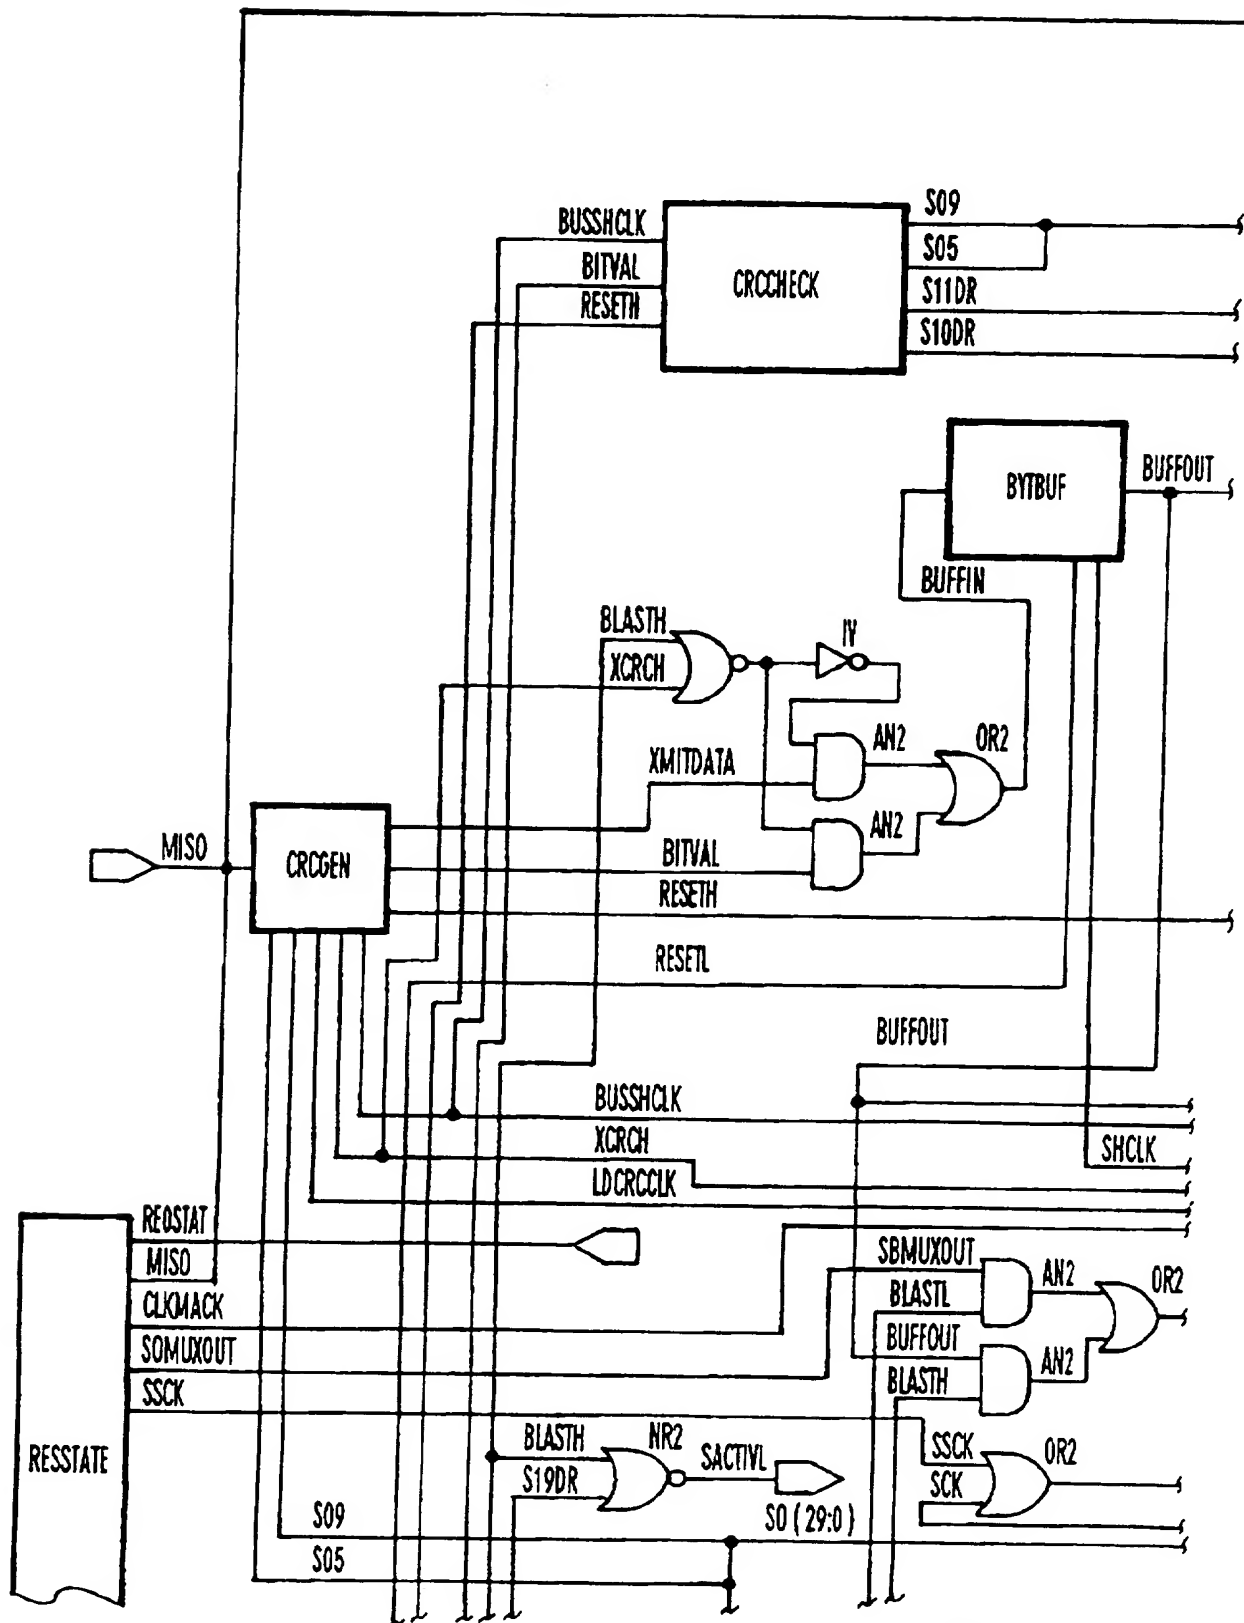 S09
BUSSHCLK
S05
BITVAL
CRCCHECK
S11DR
RESETH
S10DR
BUFFOUT
BYTBUF
BUFFIN
BLASTH
IV
XCRCH
AN2
OR2
XMITDATA
AN2
MISO
CRCGEN
BITVAL
RESETH
RESETL
BUFFOUT
BUSSHCLK
XCRCH
SHCLK
LDCRCCLK
REQSTAT
MISO
SBMUXOUT
AN2
OR2
CLKMACK
BLASTL
SOMUXOUT
BUFFOUT
AN2
SSCK
BLASTH
BLASTH
NR2
SACTIVL
SSCK
OR2
RESSTATE
S19DR
SCK
S09
SO (29:0)
S05